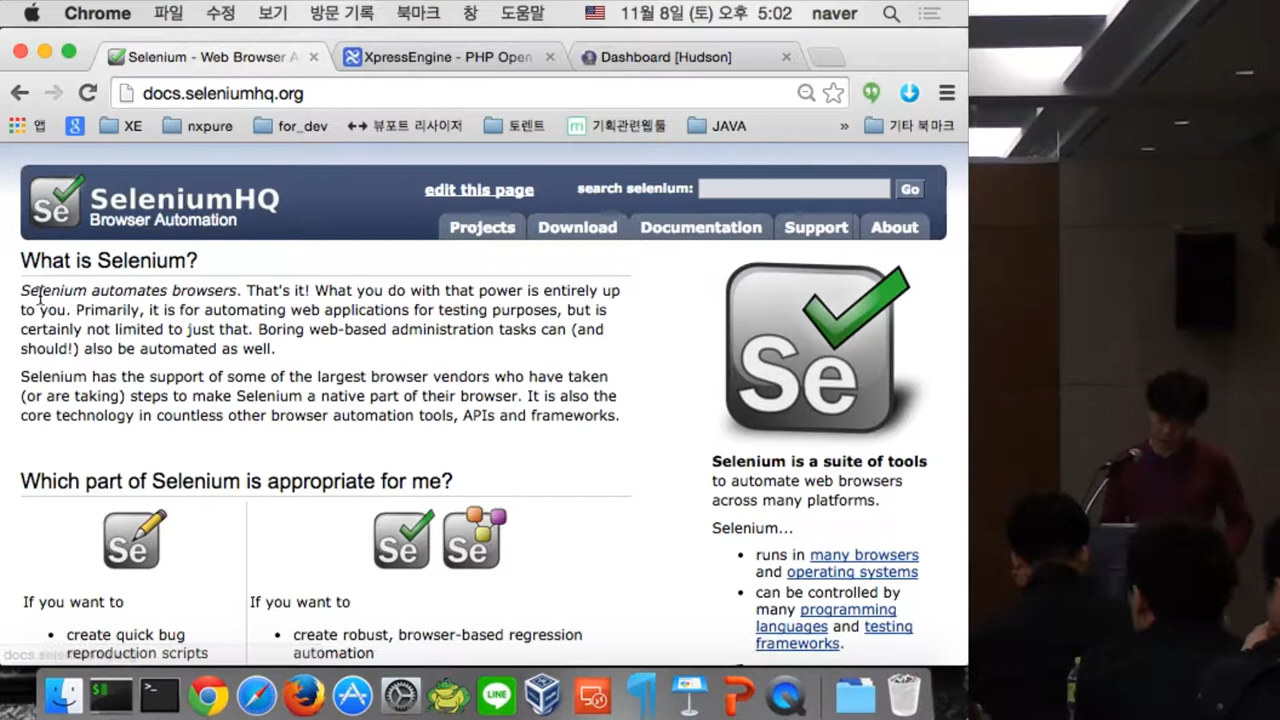 Chrome 파일 수정 보기 방문 기록 북마크 창 도움말 11월 8일 (토) 오후 5:02 naver
Selenium - Web Browser A
XpressEngine - PHP Open
Dashboard [Hudson]
docs.seleniumhq.org
앱 XE nxpure for_dev 뷰포트 리사이저 토렌트 m 기획관련웹툴 JAVA » 기타 북마크
Se SeleniumHQ
Browser Automation
edit this page search selenium: Go
Projects Download Documentation Support About
What is Selenium?
Selenium automates browsers. That's it! What you do with that power is entirely up
to you. Primarily, it is for automating web applications for testing purposes, but is
certainly not limited to just that. Boring web-based administration tasks can (and
should!) also be automated as well.
Selenium has the support of some of the largest browser vendors who have taken
(or are taking) steps to make Selenium a native part of their browser. It is also the
core technology in countless other browser automation tools, APIs and frameworks.
Which part of Selenium is appropriate for me?
Se
Se Se
If you want to
• create quick bug
reproduction scripts
If you want to
• create robust, browser-based regression
automation
Se
Selenium is a suite of tools
to automate web browsers
across many platforms.
Selenium...
• runs in many browsers
and operating systems
• can be controlled by
many programming
languages and testing
frameworks.
LINE